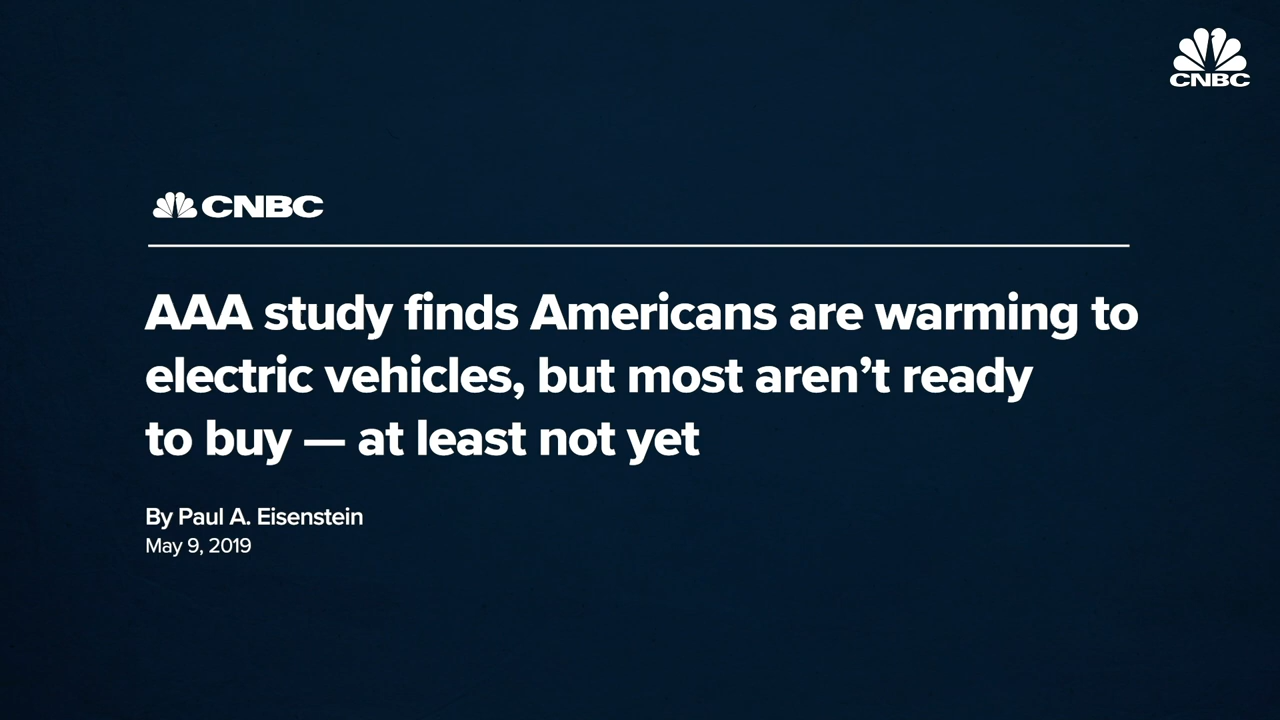 CNBC
CNBC
AAA study finds Americans are warming to
electric vehicles, but most aren’t ready
to buy — at least not yet
By Paul A. Eisenstein
May 9, 2019